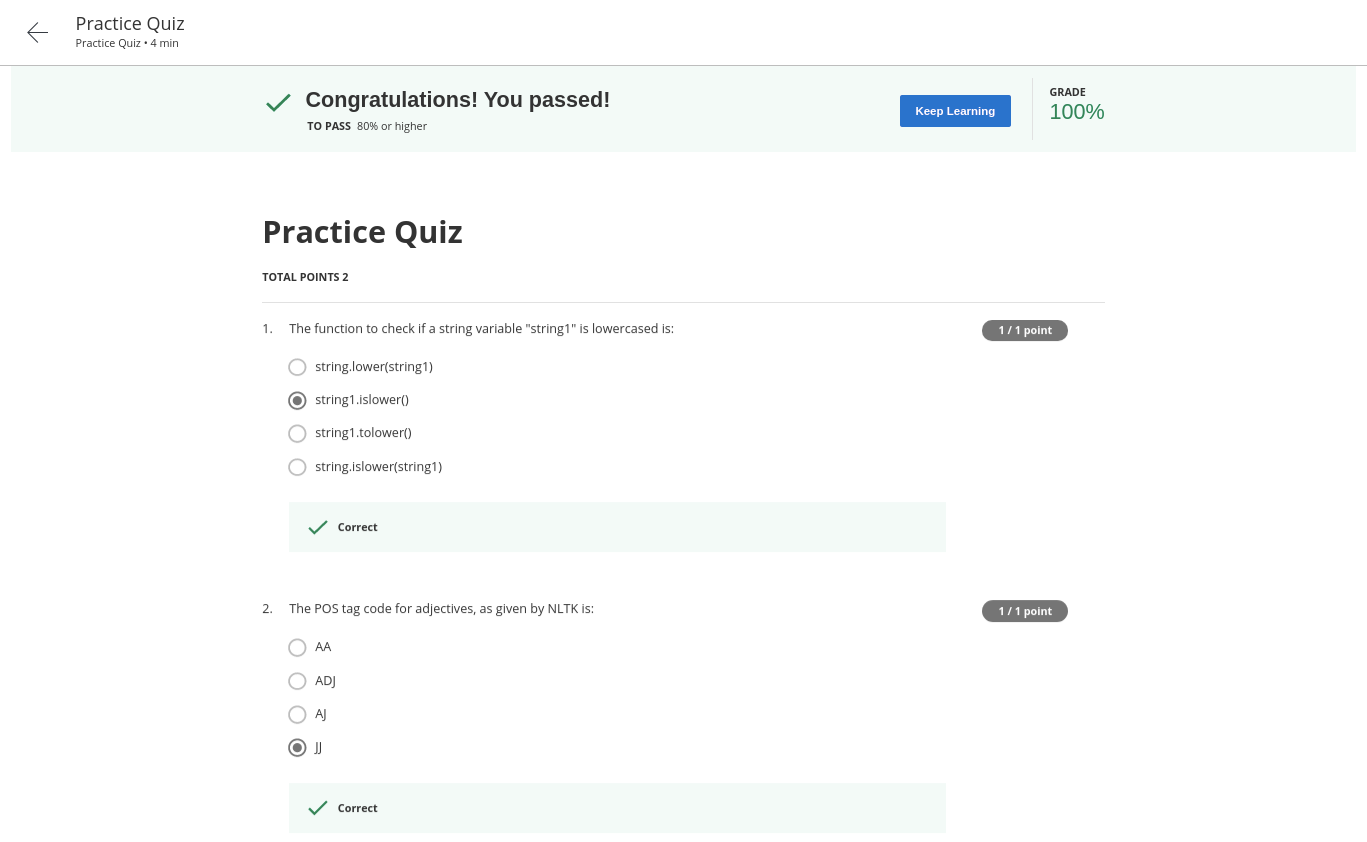 Practice Quiz
Practice Quiz • 4 min
Congratulations! You passed!
TO PASS 80% or higher
Keep Learning
GRADE
100%
Practice Quiz
TOTAL POINTS 2
1. The function to check if a string variable "string1" is lowercased is:
1 / 1 point
string.lower(string1)
string1.islower()
string1.tolower()
string.islower(string1)
Correct
2. The POS tag code for adjectives, as given by NLTK is:
1 / 1 point
AA
ADJ
AJ
JJ
Correct